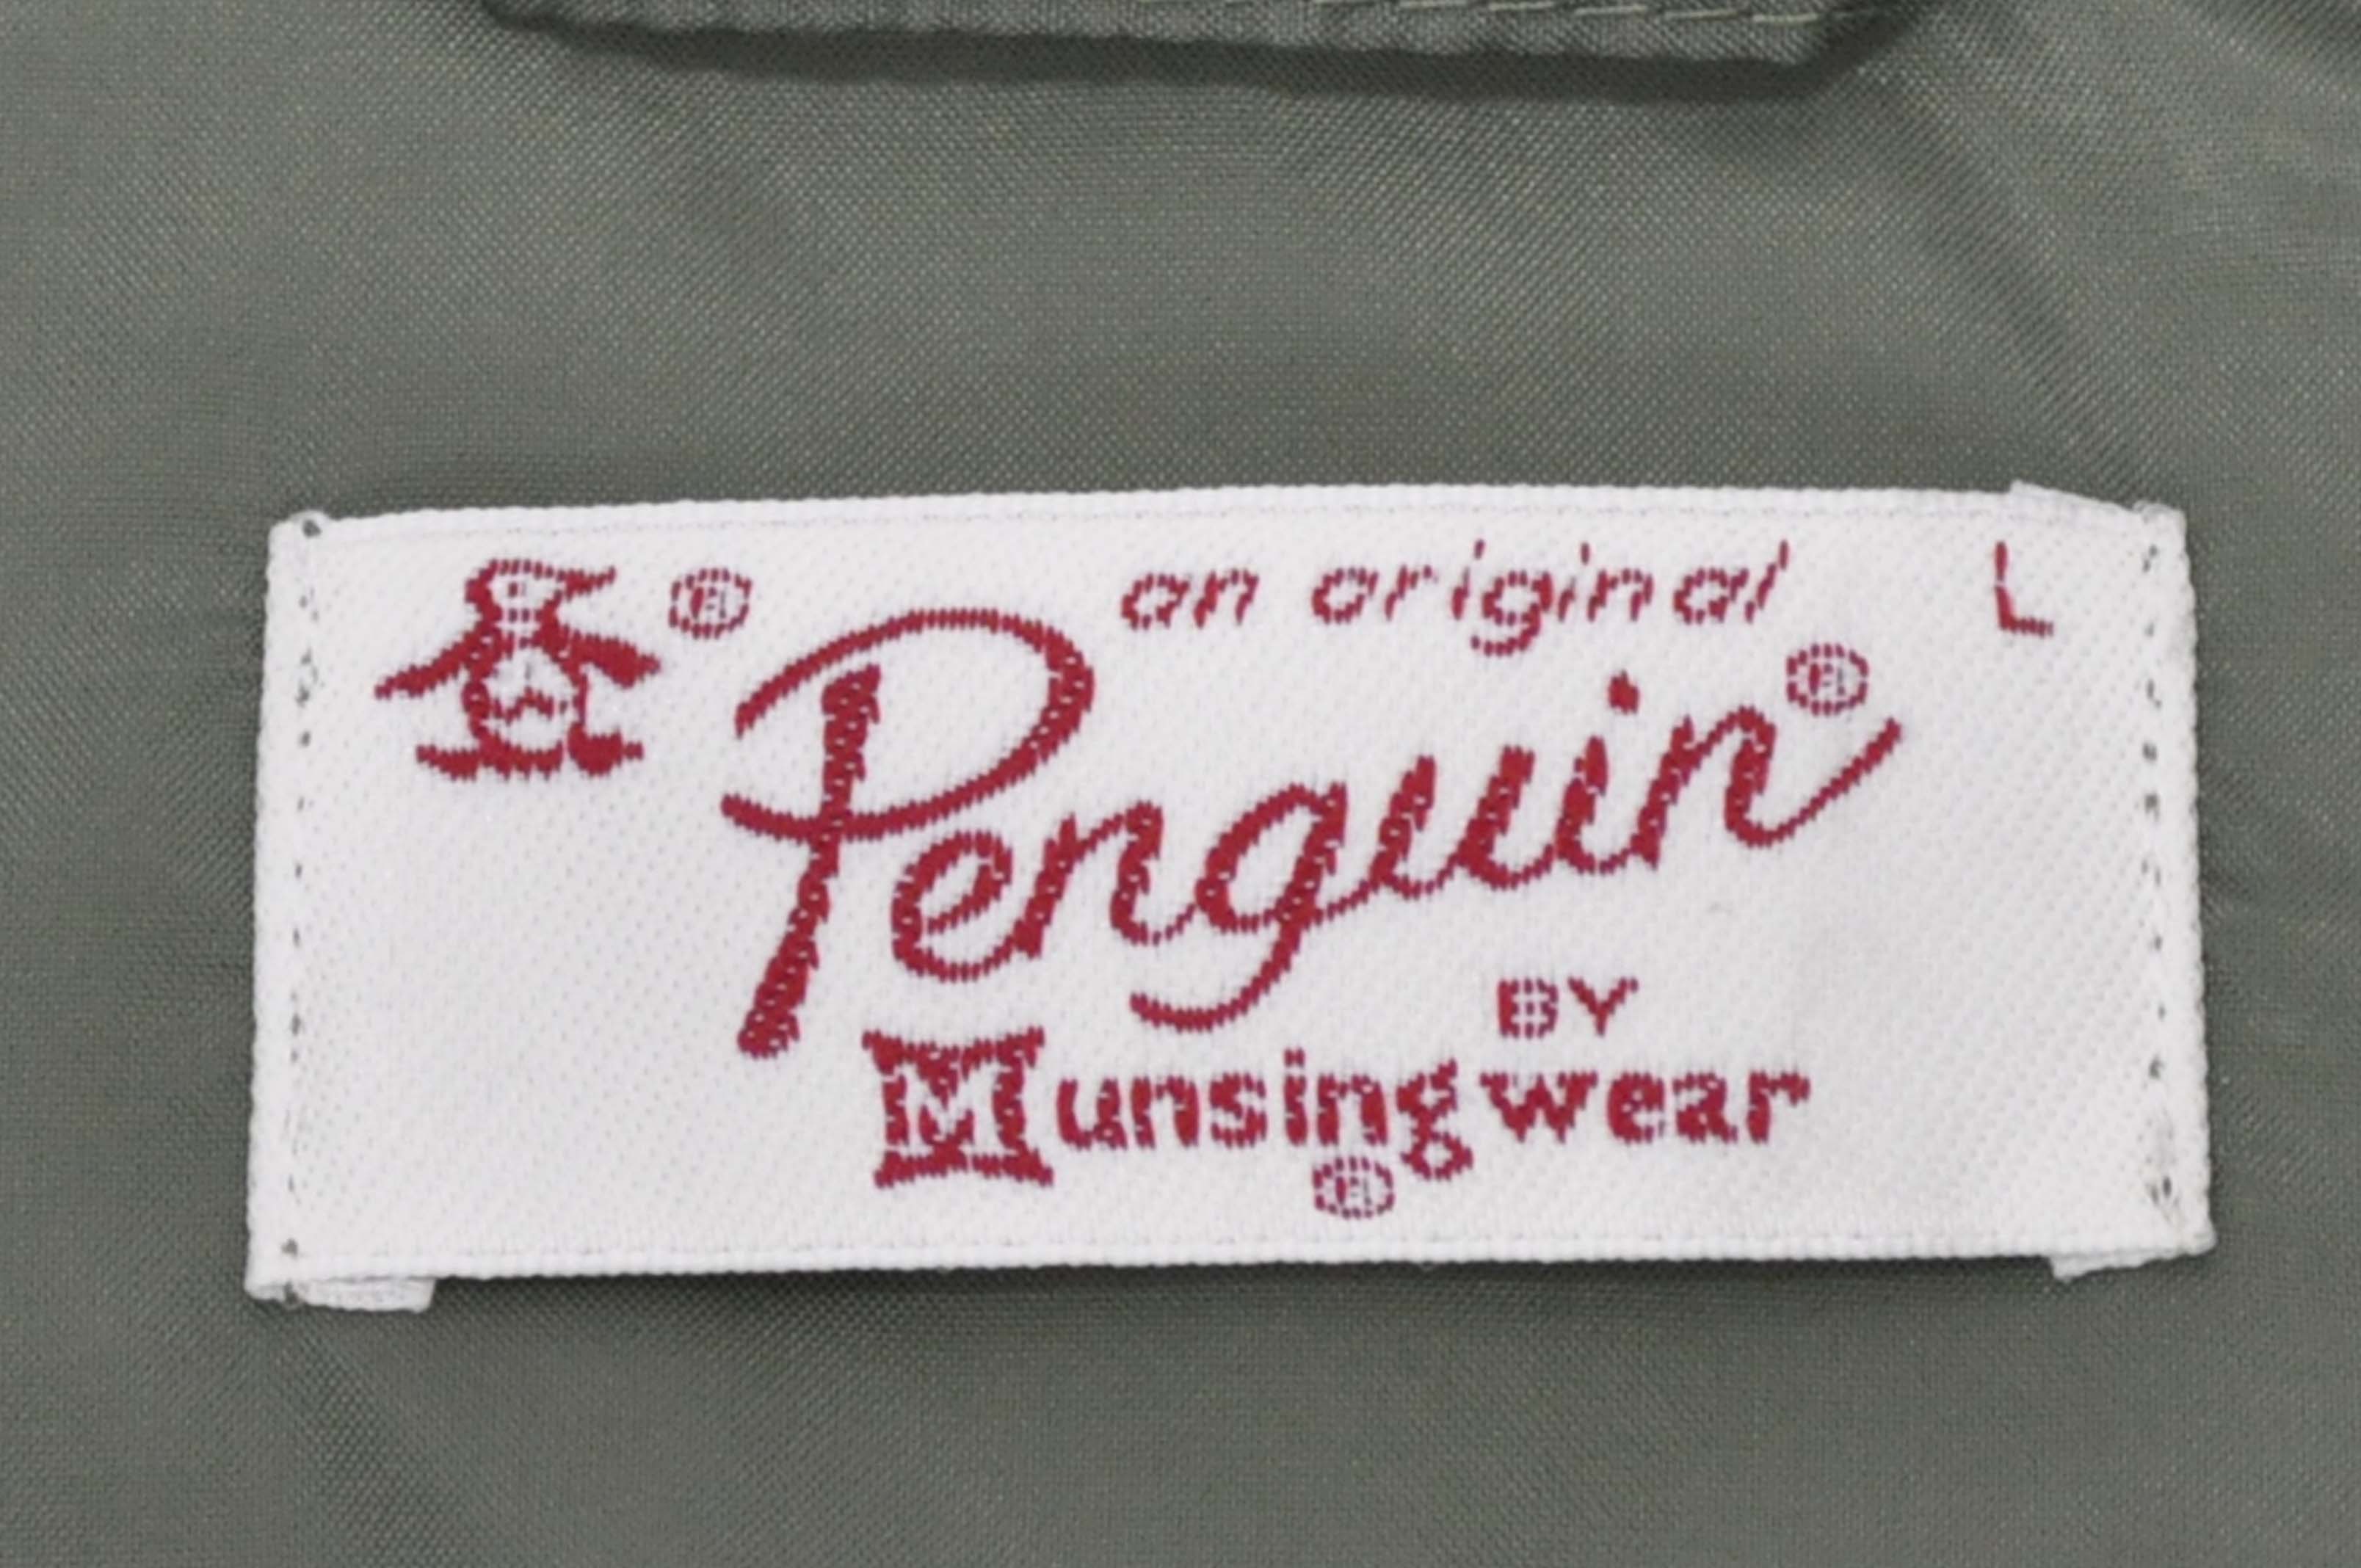 ® an original L
Penguin®
BY
Munsingwear
®